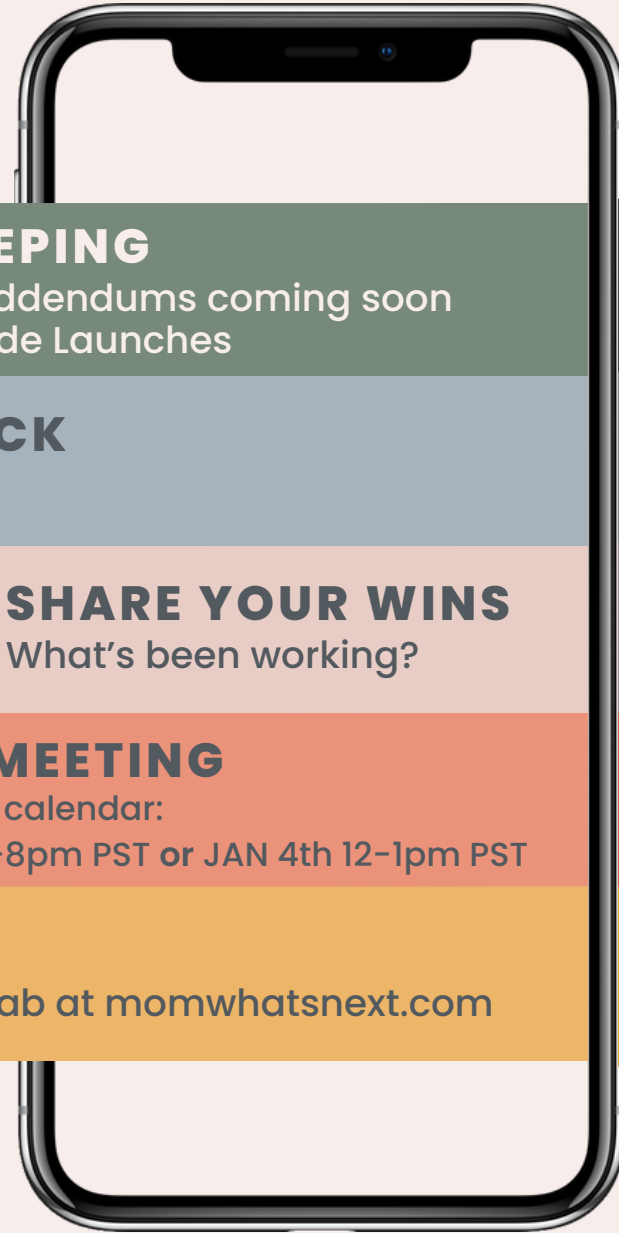 EPING
ddendums coming soon
de Launches
CK
SHARE YOUR WINS
What's been working?
MEETING
calendar:
-8pm PST or JAN 4th 12-1pm PST
ab at momwhatsnext.com